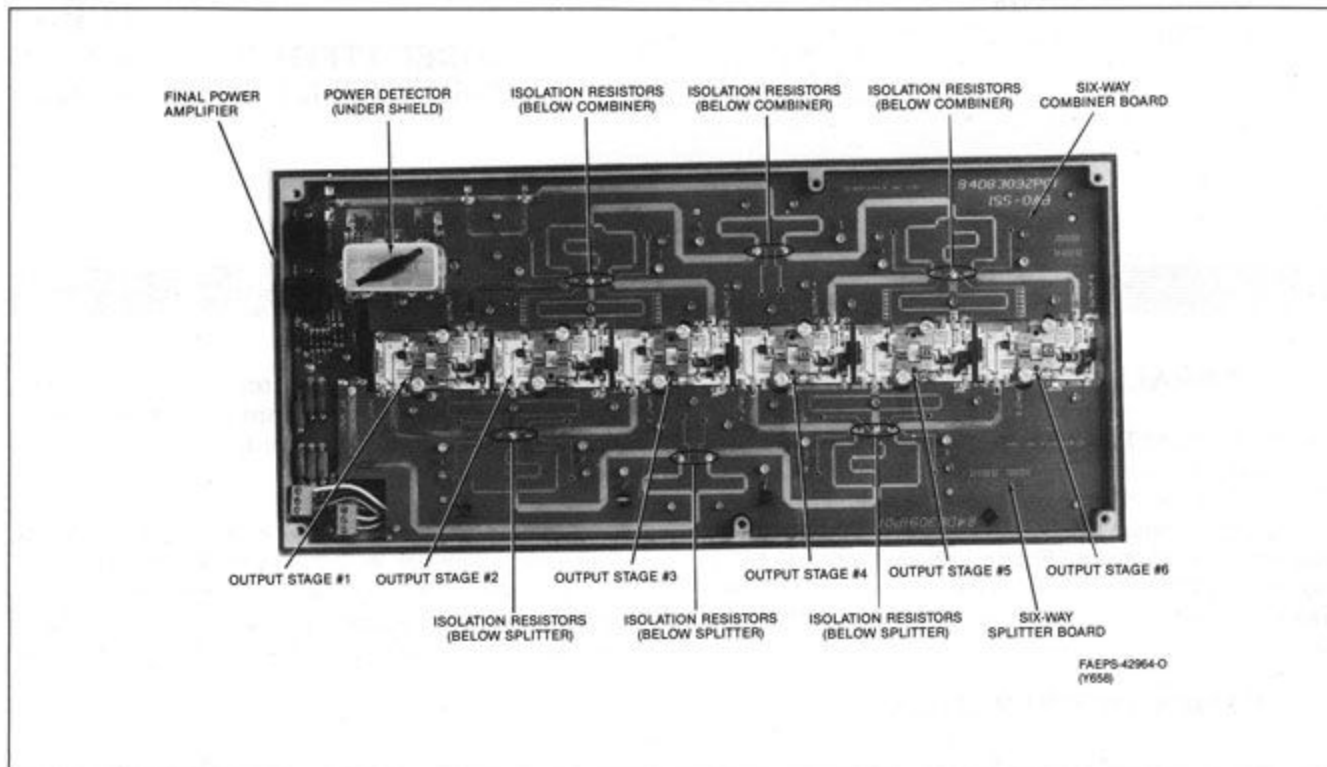 FINAL POWER
AMPLIFIER
POWER DETECTOR
(UNDER SHIELD)
ISOLATION RESISTORS
(BELOW COMBINER)
ISOLATION RESISTORS
(BELOW COMBINER)
ISOLATION RESISTORS
(BELOW COMBINER)
SIX-WAY
COMBINER BOARD
OUTPUT STAGE #1
OUTPUT STAGE #2
OUTPUT STAGE #3
OUTPUT STAGE #4
OUTPUT STAGE #5
OUTPUT STAGE #6
ISOLATION RESISTORS
(BELOW SPLITTER)
ISOLATION RESISTORS
(BELOW SPLITTER)
ISOLATION RESISTORS
(BELOW SPLITTER)
SIX-WAY
SPLITTER BOARD
FAEPS-42964-O
(Y658)